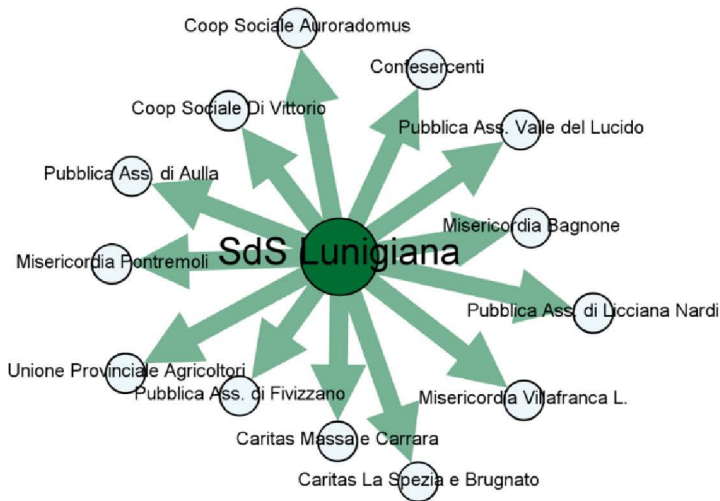 Coop Sociale Auroradomus
Confesercenti
Coop Sociale Di Vittorio
Pubblica Ass. Valle del Lucido
Pubblica Ass. di Aulla
Misericordia Bagnone
SdS Lunigiana
Misericordia Pontremoli
Pubblica Ass. di Licciana Nardi
Unione Provinciale Agricoltori
Pubblica Ass. di Fivizzano
Misericordia Villafranca L.
Caritas Massa e Carrara
Caritas La Spezia e Brugnato